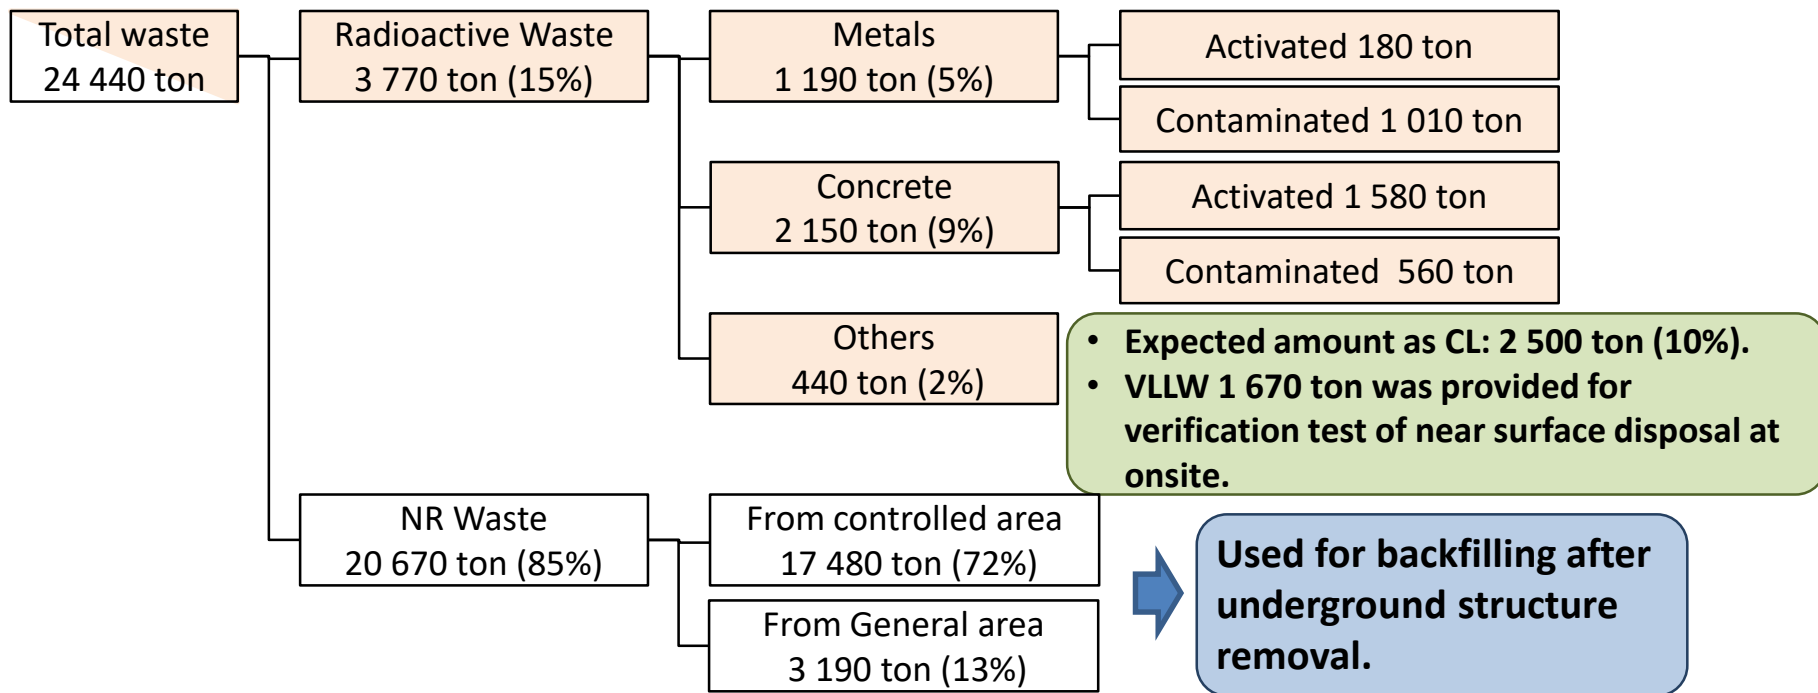 Total waste
24 440 ton
Radioactive Waste
3 770 ton (15%)
Metals
1 190 ton (5%)
Activated 180 ton
Contaminated 1 010 ton
Concrete
2 150 ton (9%)
Activated 1 580 ton
Contaminated  560 ton
Others
440 ton (2%)
• Expected amount as CL: 2 500 ton (10%).
• VLLW 1 670 ton was provided for
verification test of near surface disposal at
onsite.
NR Waste
20 670 ton (85%)
From controlled area
17 480 ton (72%)
From General area
3 190 ton (13%)
Used for backfilling after
underground structure
removal.